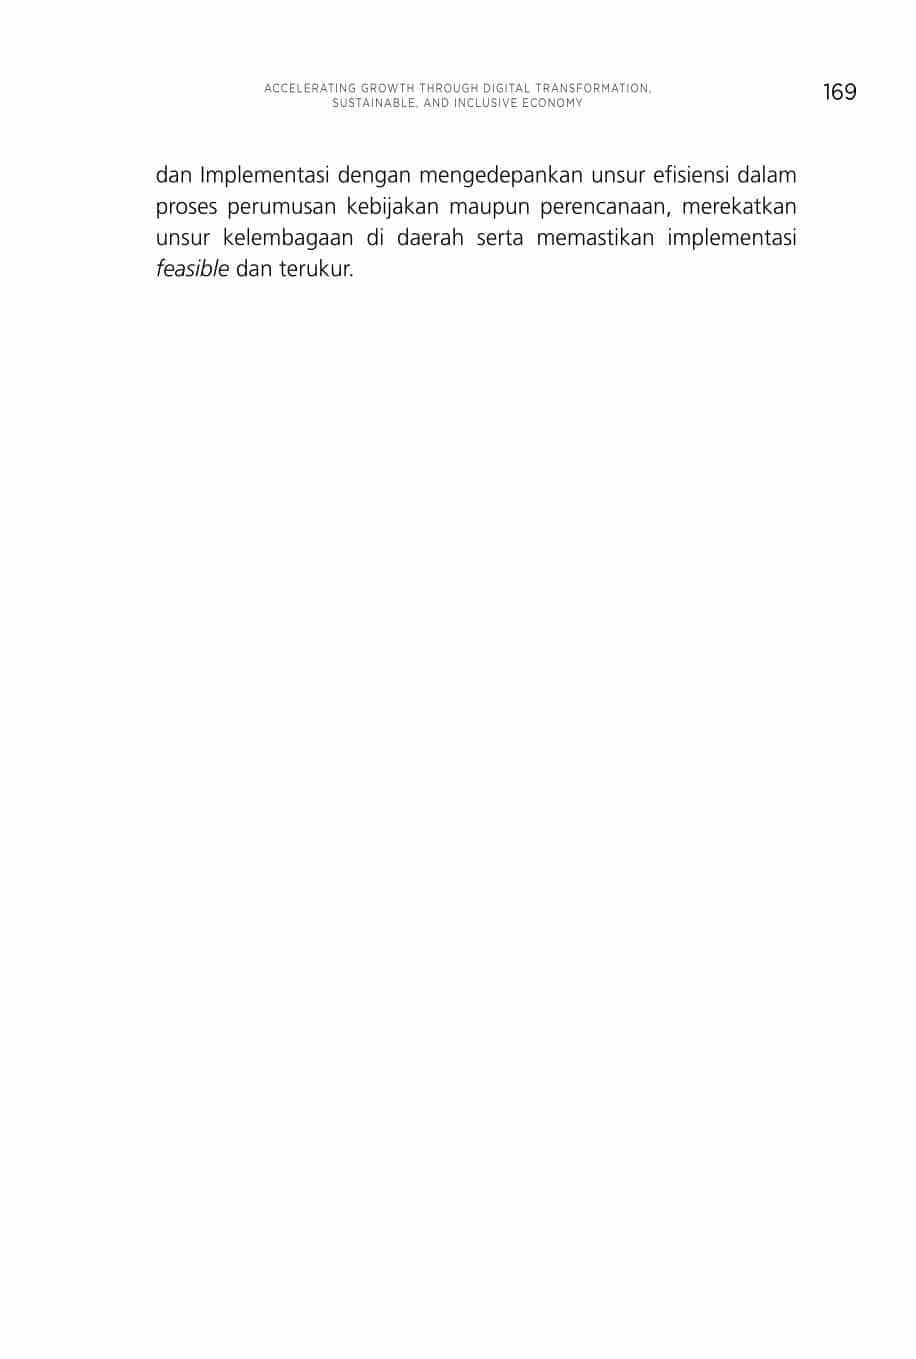 ACCELERATING GROWTH THROUGH DIGITAL TRANSFORMATION,
SUSTAINABLE, AND INCLUSIVE ECONOMY
169
dan Implementasi dengan mengedepankan unsur efisiensi dalam
proses perumusan kebijakan maupun perencanaan, merekatkan
unsur kelembagaan di daerah serta memastikan implementasi
feasible dan terukur.